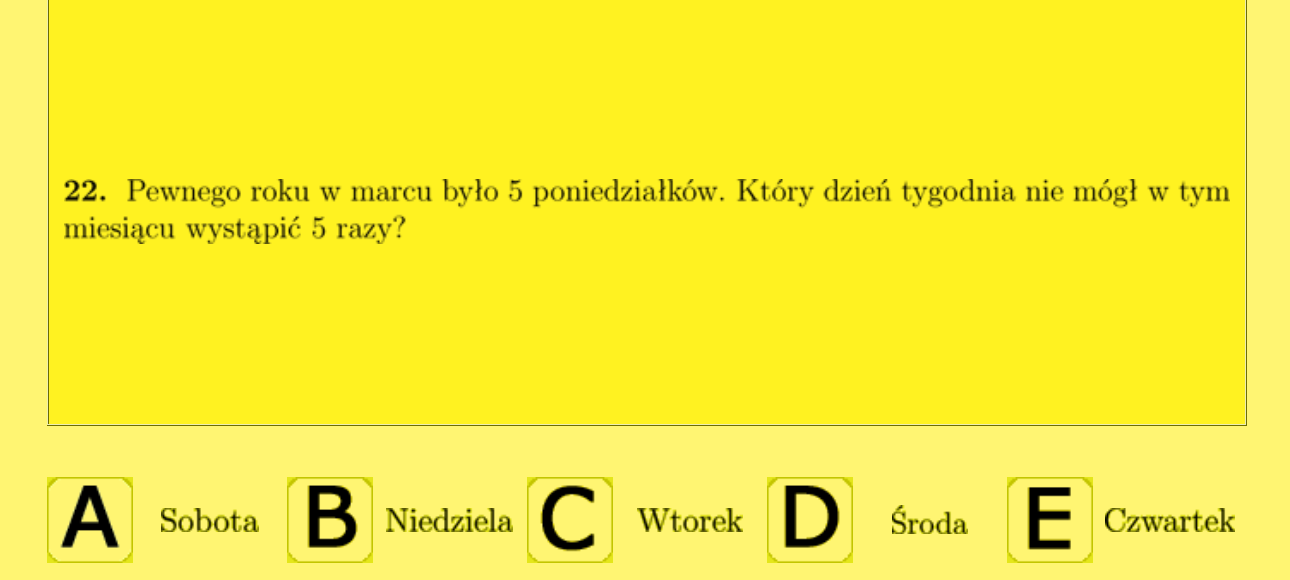 22. Pewnego roku w marcu było 5 poniedziałków. Który dzień tygodnia nie mógł w tym
miesiącu wystąpić 5 razy?
A Sobota B Niedziela C Wtorek D Środa E Czwartek